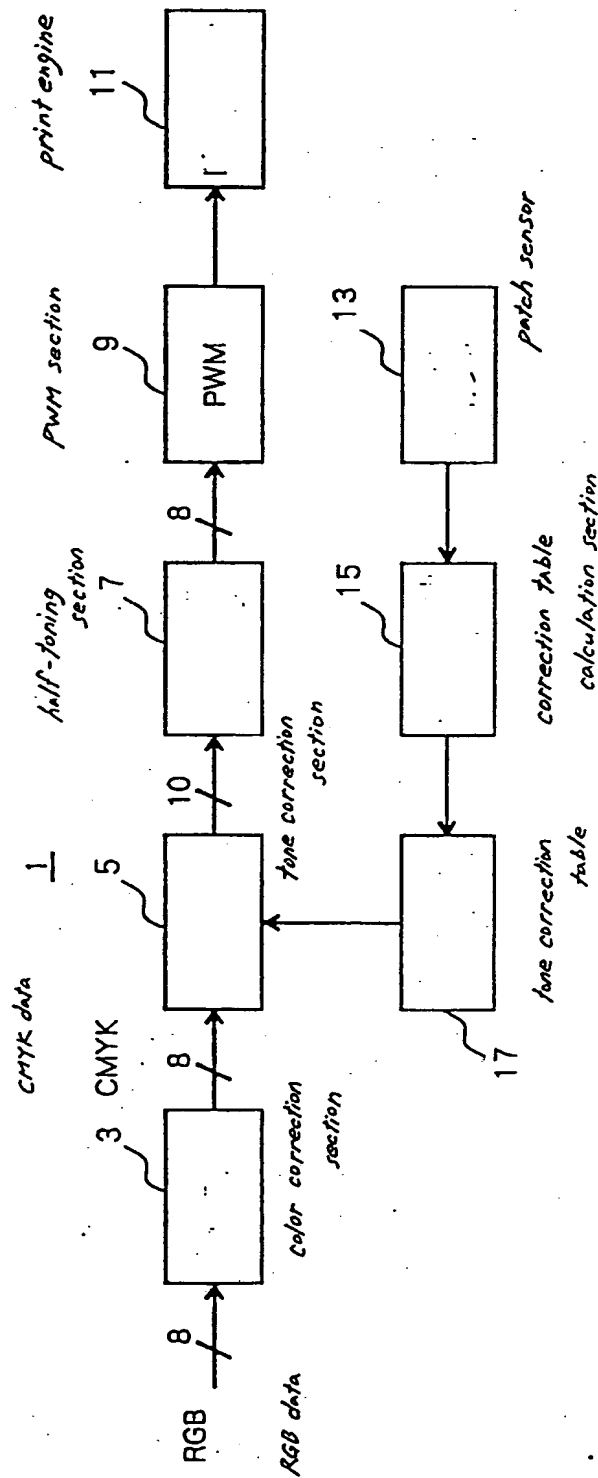 CMYK data
1
print engine
11
PWM section
9
PWM
half-toning
section
7
8
10
5
tone correction
section
CMYK
8
3
color correction
section
RGB
8
RGB data
13
patch sensor
15
correction table
calculation section
17
tone correction
table